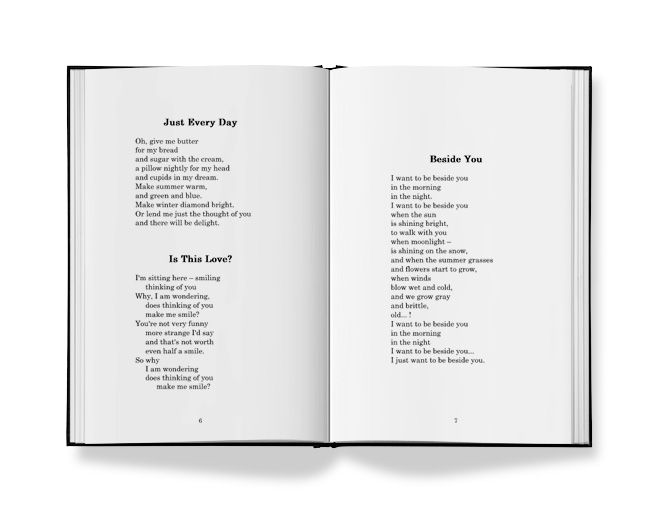 Just Every Day
Oh, give me butter
for my bread
and sugar with the cream,
a pillow nightly for my head
and cupids in my dream.
Make summer warm,
and green and blue.
Make winter diamond bright.
Or lend me just the thought of you
and there will be delight.
Is This Love?
I'm sitting here – smiling
thinking of you
Why, I am wondering,
does thinking of you
make me smile?
You're not very funny
more strange I'd say
and that's not worth
even half a smile.
So why
I am wondering
does thinking of you
make me smile?
6
Beside You
I want to be beside you
in the morning
in the night.
I want to be beside you
when the sun
is shining bright,
to walk with you
when moonlight –
is shining on the snow,
and when the summer grasses
and flowers start to grow,
when winds
blow wet and cold,
and we grow gray
and brittle,
old... !
I want to be beside you
in the morning
in the night
I want to be beside you...
I just want to be beside you.
7